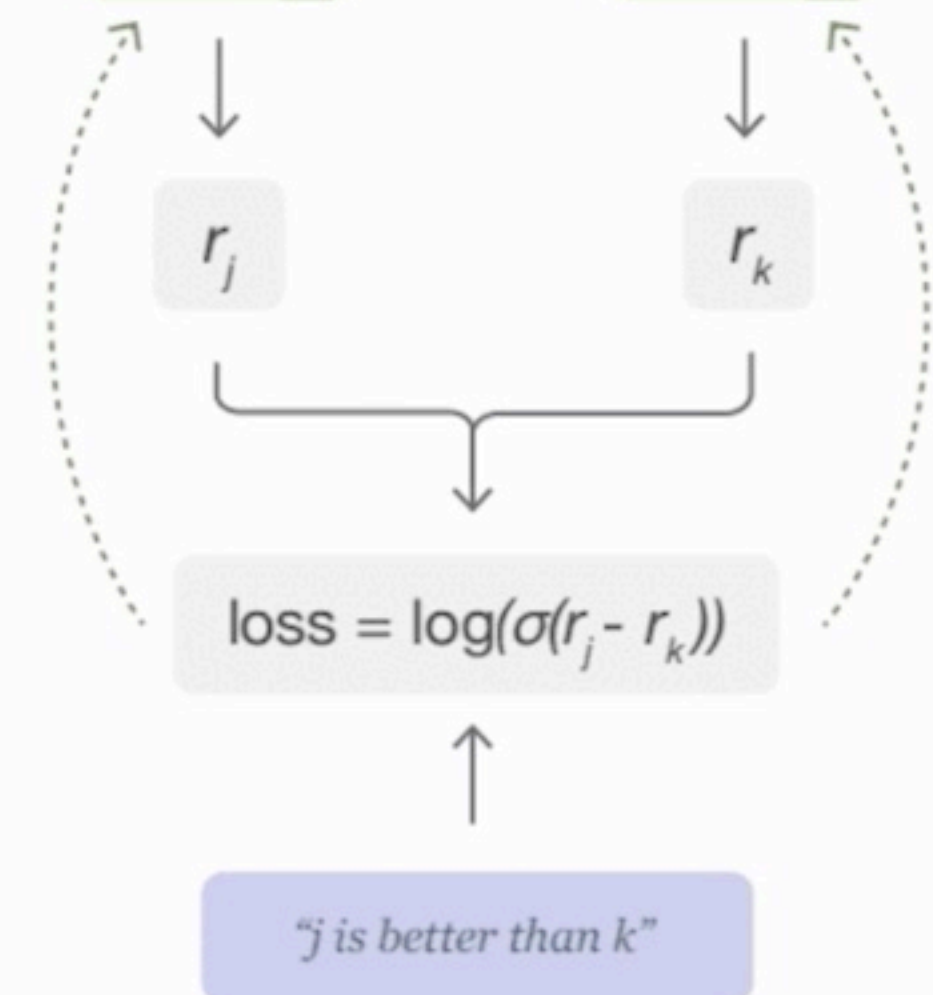 r_j
r_k
loss = log(σ(r_j - r_k))
“j is better than k”